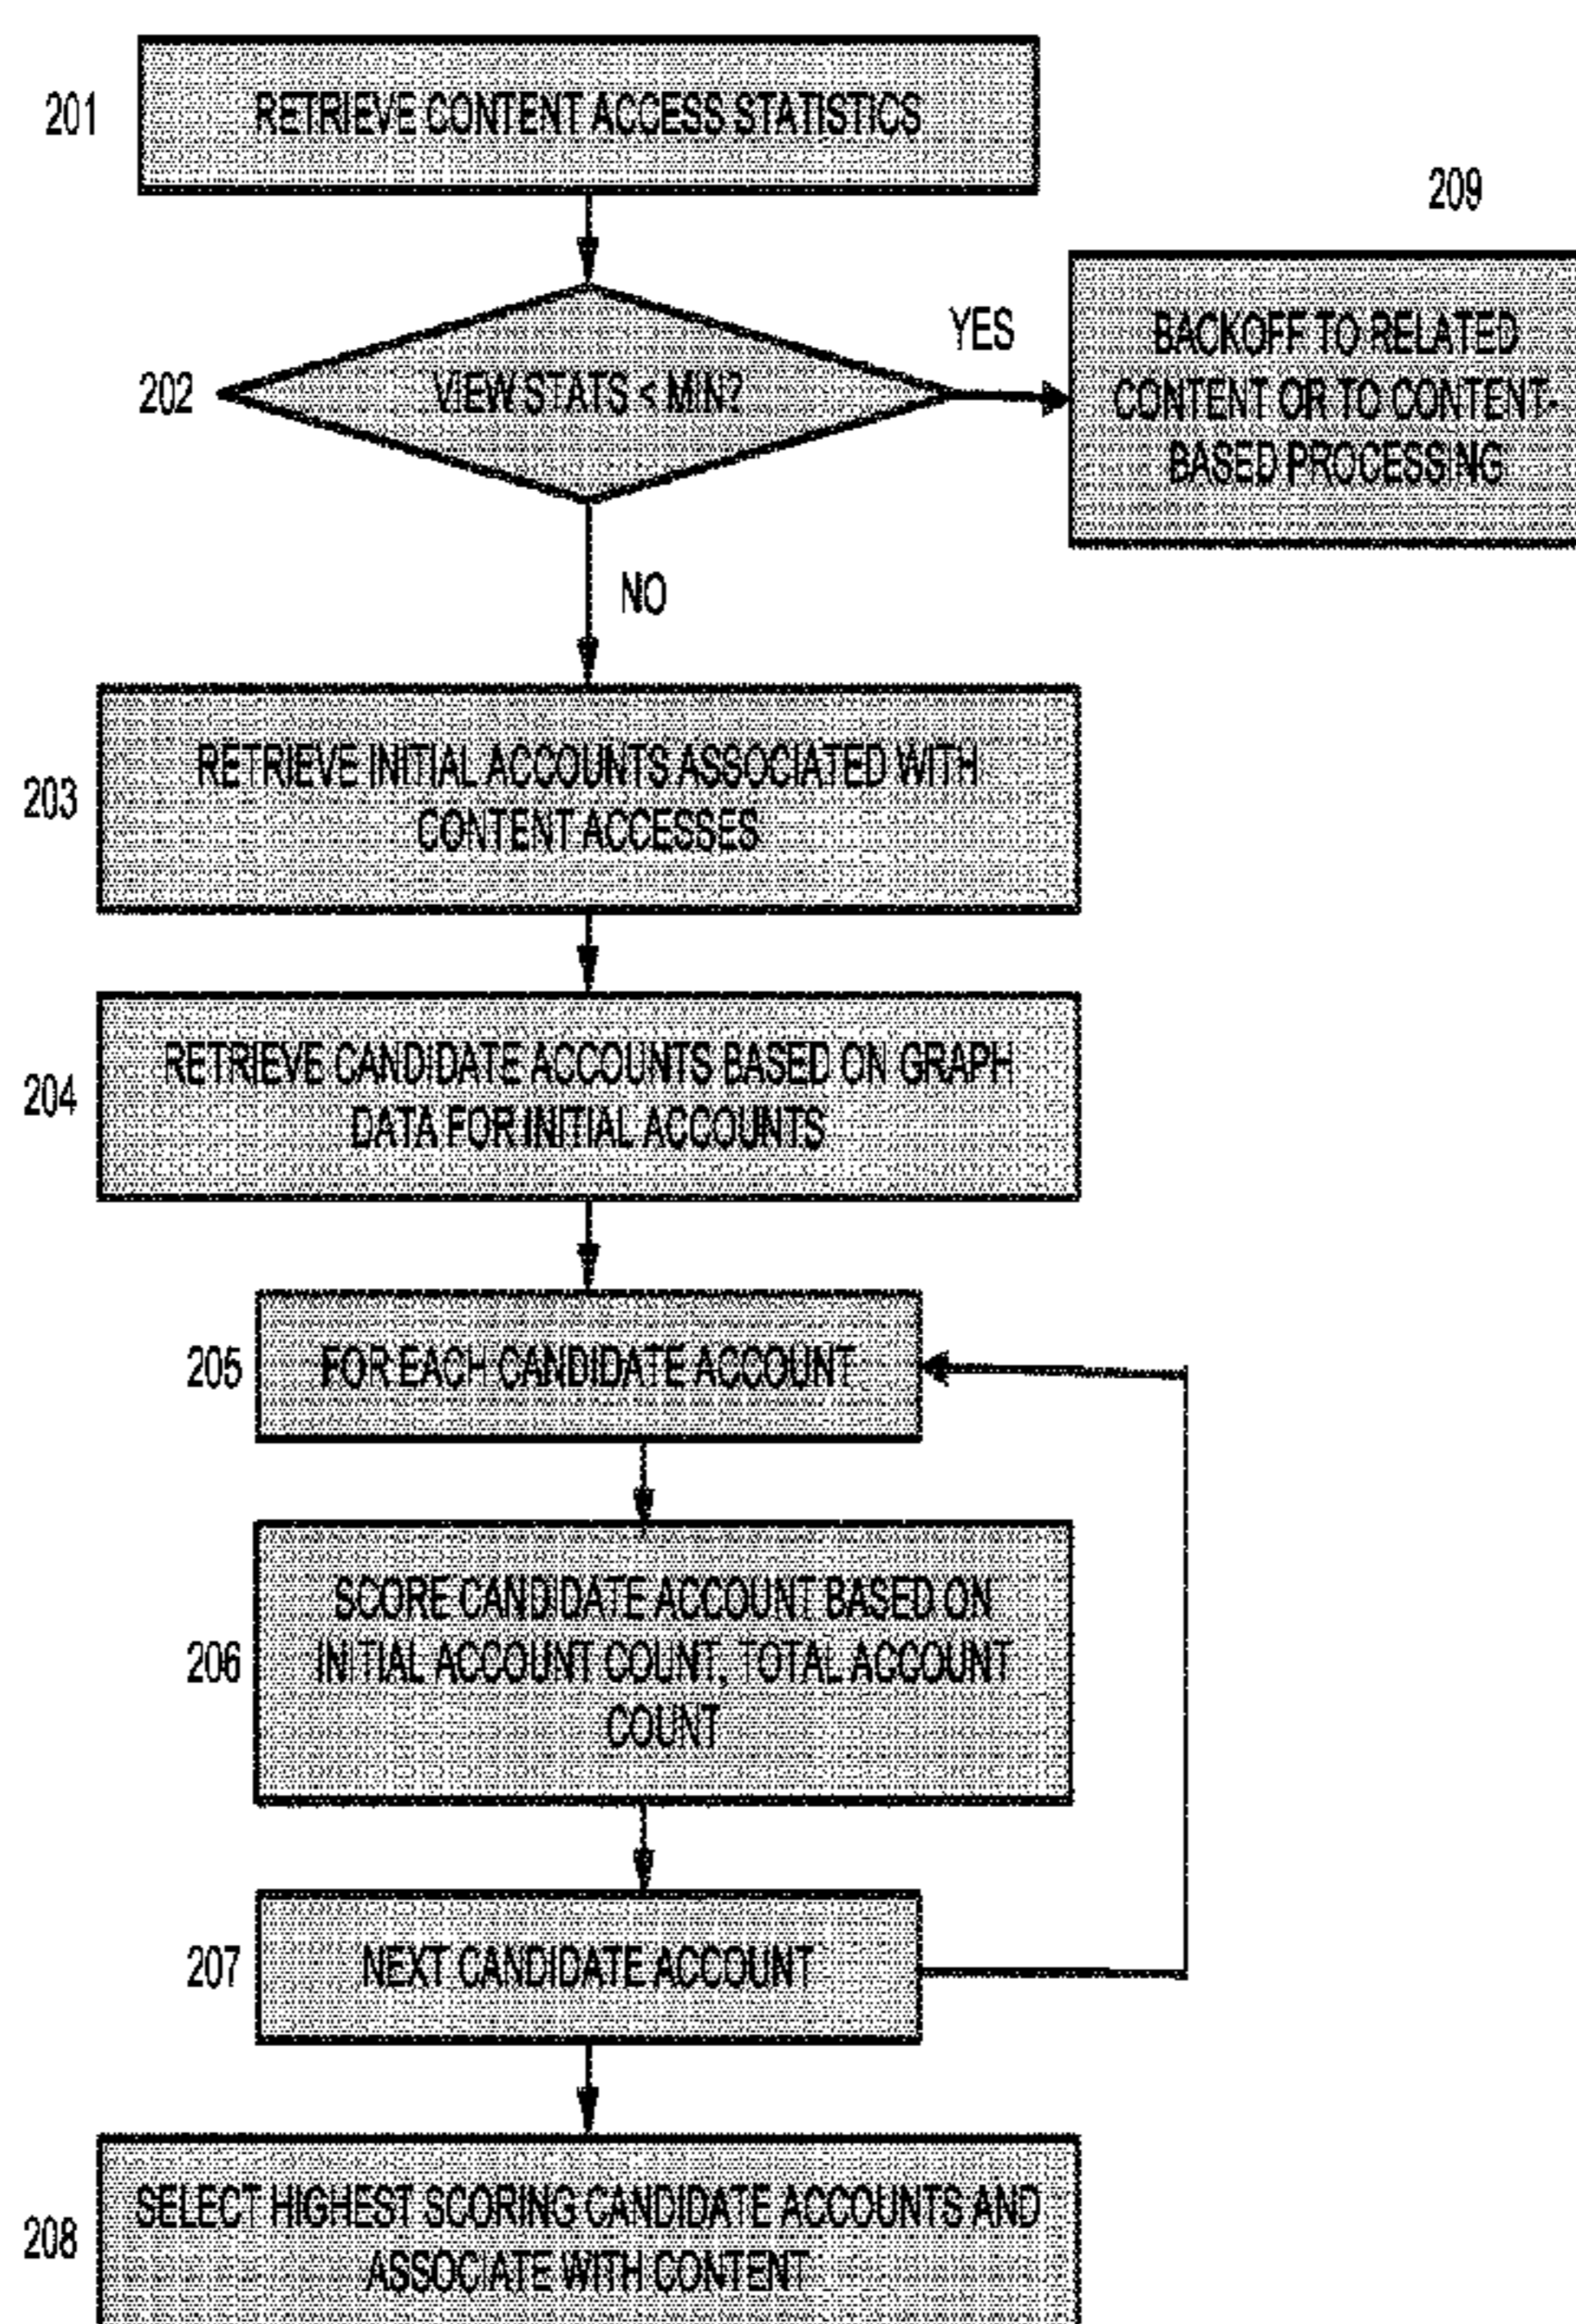 201
RETRIEVE CONTENT ACCESS STATISTICS
209
202
VIEW STATS < MIN?
YES
BACKOFF TO RELATED
CONTENT OR TO CONTENT-
BASED PROCESSING
NO
203
RETRIEVE INITIAL ACCOUNTS ASSOCIATED WITH
CONTENT ACCESSES
204
RETRIEVE CANDIDATE ACCOUNTS BASED ON GRAPH
DATA FOR INITIAL ACCOUNTS
205
FOR EACH CANDIDATE ACCOUNT
206
SCORE CANDIDATE ACCOUNT BASED ON
INITIAL ACCOUNT COUNT, TOTAL ACCOUNT
COUNT
207
NEXT CANDIDATE ACCOUNT
208
SELECT HIGHEST SCORING CANDIDATE ACCOUNTS AND
ASSOCIATE WITH CONTENT